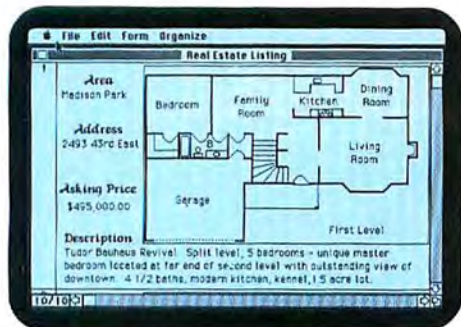 File Edit Form Organize
Real Estate Listing
1
Area
Madison Park
Address
2493 43rd East
Asking Price
$495,000.00
Bedroom
Family
Room
Kitchen
Dining
Room
B
Living
Room
Garage
First Level
Description
Tudor Bauhaus Revival. Split level, 5 bedrooms - unique master
bedroom located at far end of second level with outstanding view of
downtown. 4 1/2 baths, modern kitchen, kennel, 1.5 acre lot.
10/10